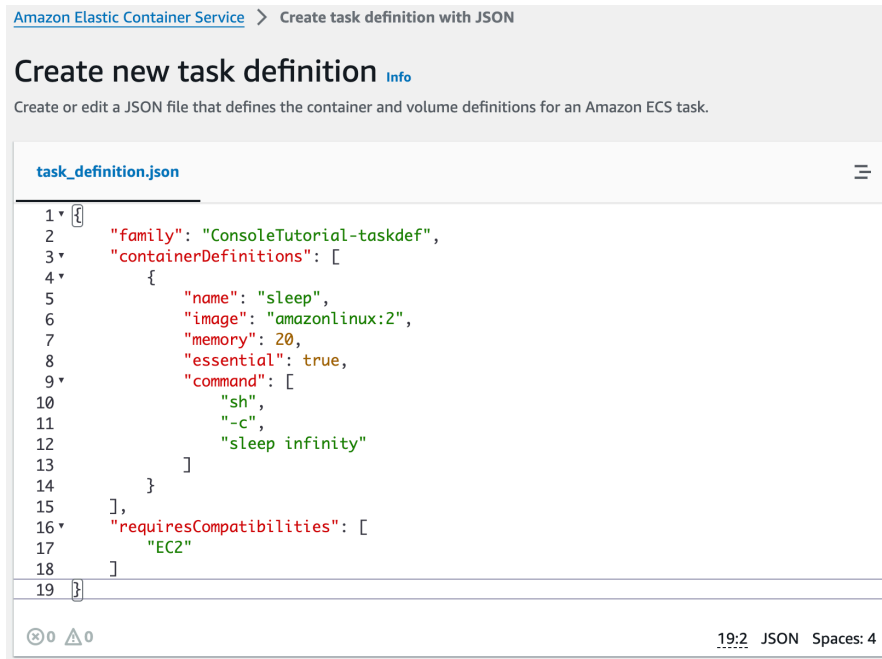 Amazon Elastic Container Service > Create task definition with JSON
Create new task definition Info
Create or edit a JSON file that defines the container and volume definitions for an Amazon ECS task.
task_definition.json
1 {
2     "family": "ConsoleTutorial-taskdef",
3     "containerDefinitions": [
4         {
5             "name": "sleep",
6             "image": "amazonlinux:2",
7             "memory": 20,
8             "essential": true,
9             "command": [
10                 "sh",
11                 "-c",
12                 "sleep infinity"
13             ]
14         }
15     ],
16     "requiresCompatibilities": [
17         "EC2"
18     ]
19 }
0 0 19:2 JSON Spaces: 4